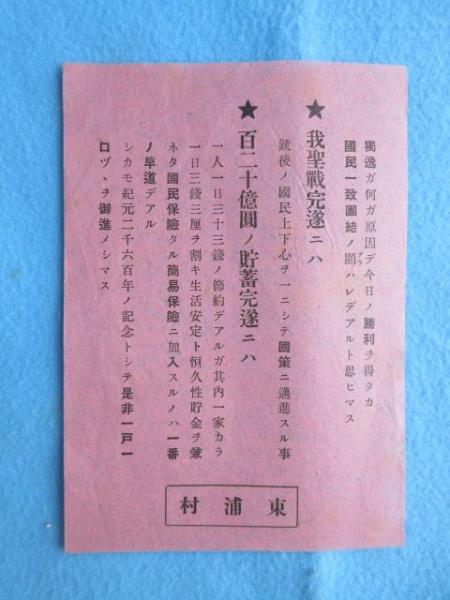 獨逸ガ何ガ原因デ今日ノ勝利ヲ得タカ
國民一致團結ノ顯ハレデアルト思ヒマス
アラ
★我聖戰完遂ニハ
銃後ノ國民上下心ヲ一ニシテ國策ニ邁進スル事
★百二十億圓ノ貯蓄完遂ニハ
一人一日三十三錢ノ節約デアルガ其内一家カラ
一日三錢三厘ヲ割キ生活安定ト恒久性貯金ヲ兼
ネタ國民保險タル簡易保險ニ加入スルノハ一番
ノ早道デアル
シカモ紀元二千六百年ノ記念トシテ是非一戸一
口ヅヽヲ御進メシマス
東浦村